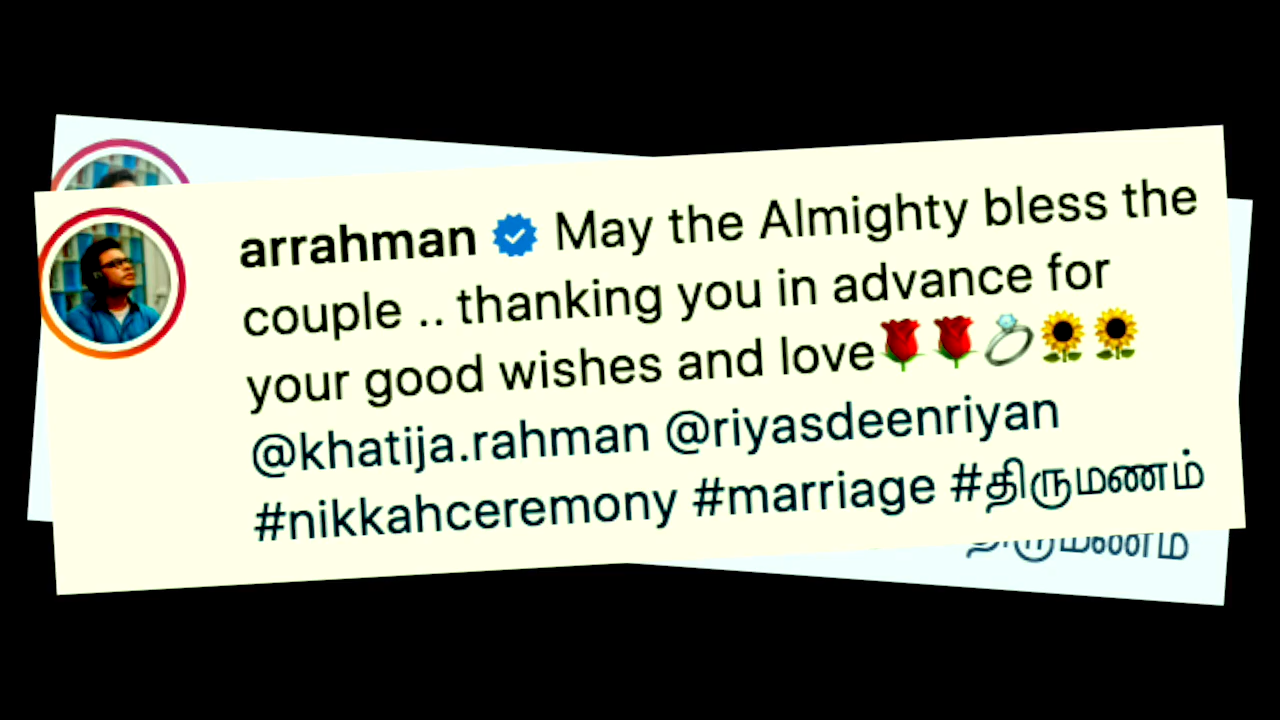 arrahman May the Almighty bless the
couple .. thanking you in advance for
your good wishes and love🌹🌹💍🌻🌻
@khatija.rahman @riyasdeenriyan
#nikkahceremony #marriage #திருமணம்
திருமணம்